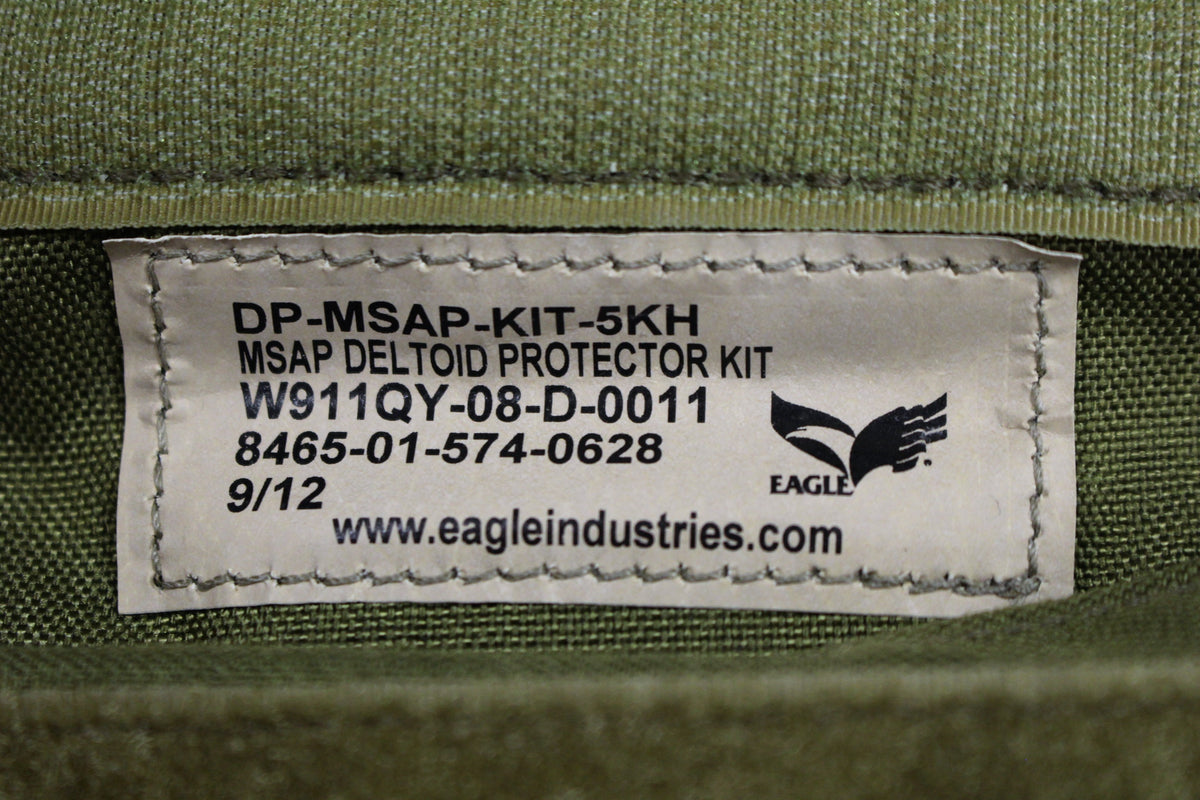 DP-MSAP-KIT-5KH
MSAP DELTOID PROTECTOR KIT
W911QY-08-D-0011
8465-01-574-0628
9/12
EAGLE
www.eagleindustries.com